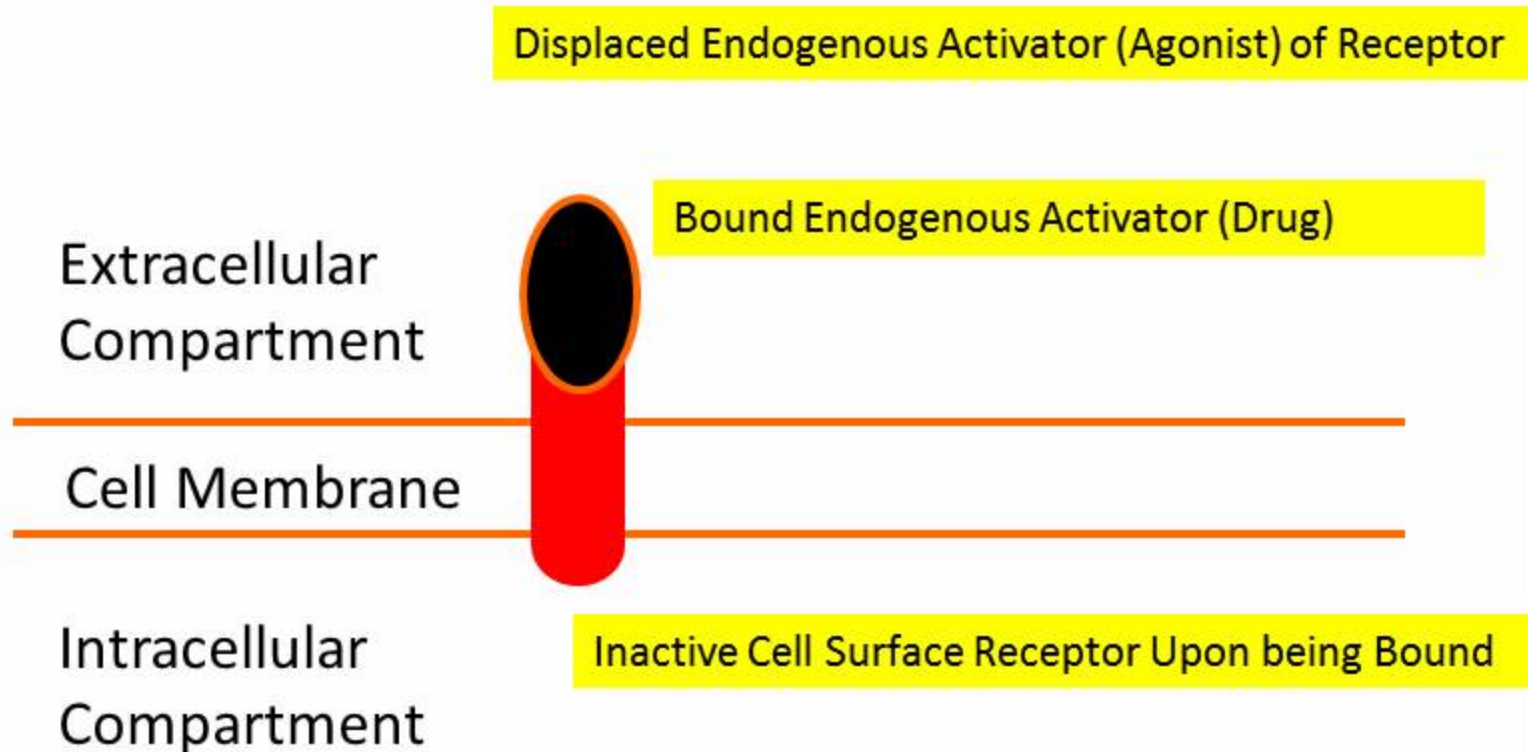 Displaced Endogenous Activator (Agonist) of Receptor
Bound Endogenous Activator (Drug)
Extracellular
Compartment
Cell Membrane
Intracellular
Compartment
Inactive Cell Surface Receptor Upon being Bound